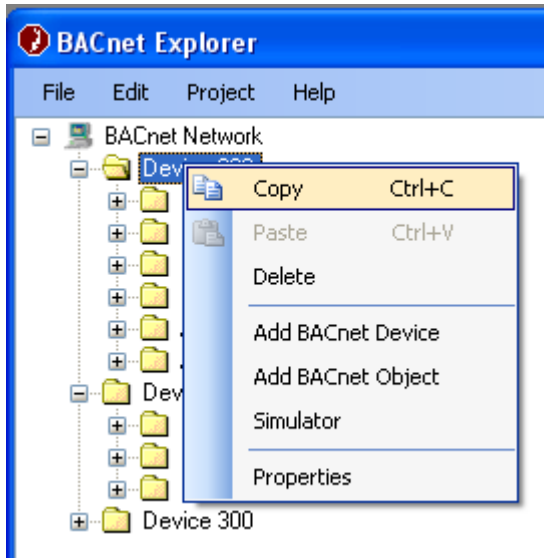 BACnet Explorer
File Edit Project Help
BACnet Network
Copy Ctrl+C
Paste Ctrl+V
Delete
Add BACnet Device
Add BACnet Object
Simulator
Properties
Device 300